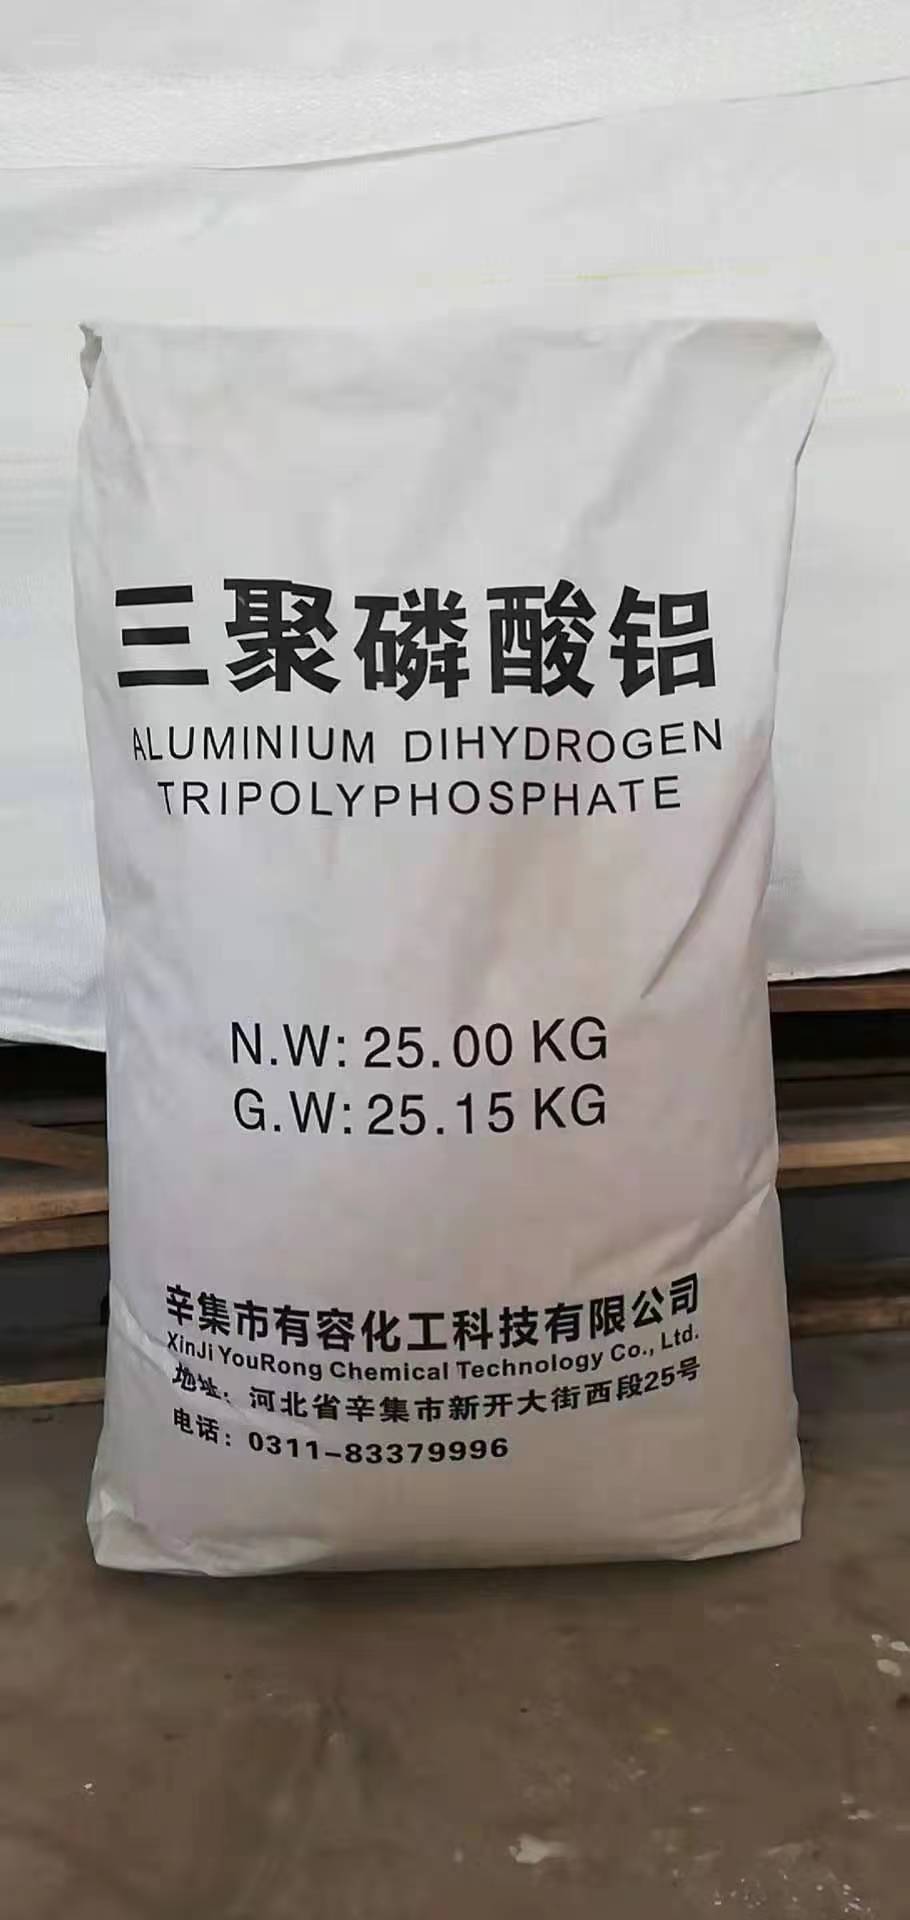 三聚磷酸铝
ALUMINIUM DIHYDROGEN
TRIPOLYPHOSPHATE
N.W: 25.00 KG
G.W: 25.15 KG
辛集市有容化工科技有限公司
XinJi YouRong Chemical Technology Co., Ltd.
地址：河北省辛集市新开大街西段25号
电话：0311-83379996